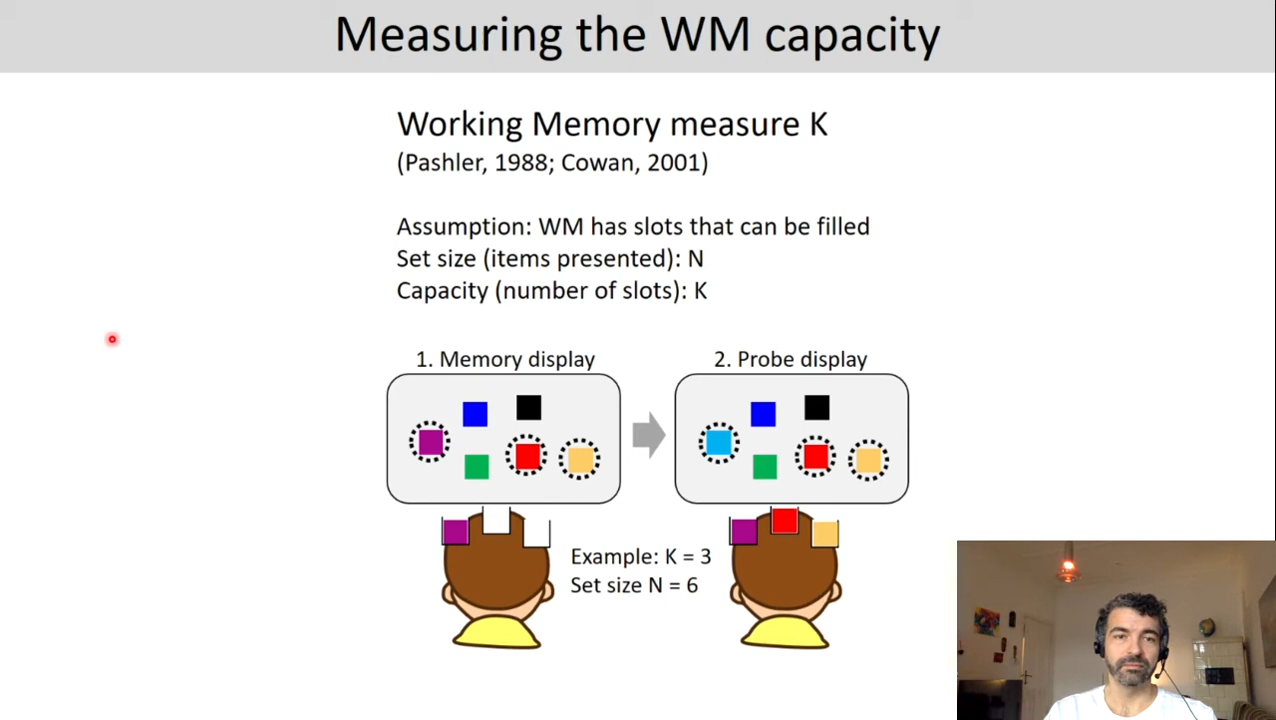 Measuring the WM capacity
Working Memory measure K
(Pashler, 1988; Cowan, 2001)
Assumption: WM has slots that can be filled
Set size (items presented): N
Capacity (number of slots): K
1. Memory display
2. Probe display
Example: K = 3
Set size N = 6